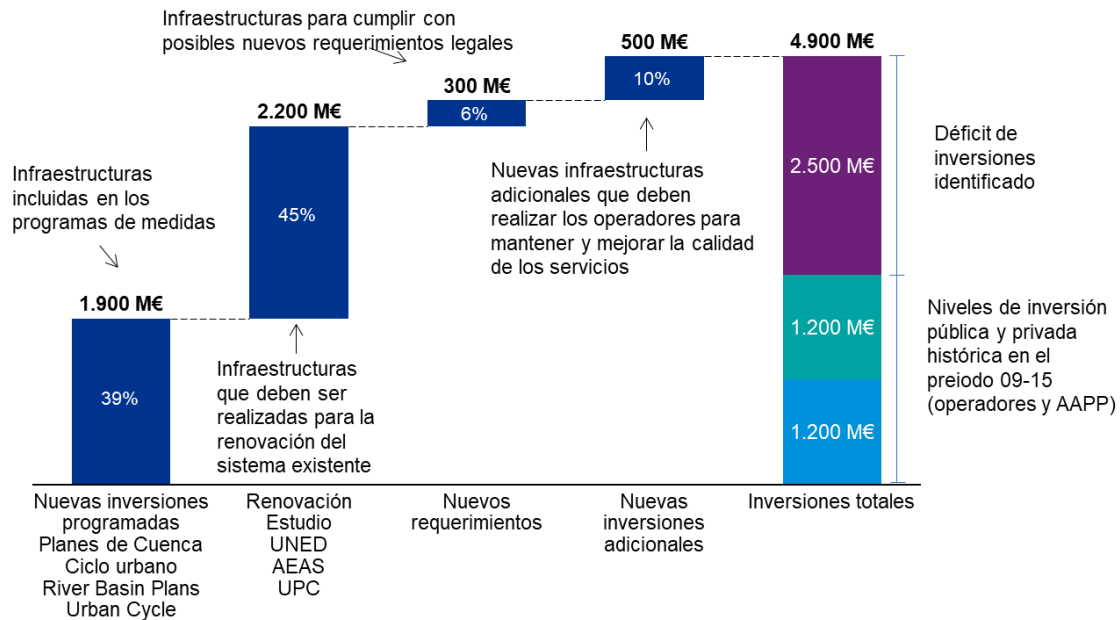 Infraestructuras para cumplir con
posibles nuevos requerimientos legales
500 M€
4.900 M€
10%
300 M€
6%
2.200 M€
45%
Déficit de
inversiones
identificado
2.500 M€
Nuevas infraestructuras
adicionales que deben
realizar los operadores para
mantener y mejorar la calidad
de los servicios
Infraestructuras
incluidas en los
programas de medidas
1.900 M€
39%
Infraestructuras
que deben ser
realizadas para la
renovación del
sistema existente
1.200 M€
1.200 M€
Niveles de inversión
pública y privada
histórica en el
preiodo 09-15
(operadores y AAPP)
Nuevas inversiones
programadas
Planes de Cuenca
Ciclo urbano
River Basin Plans
Urban Cycle
Renovación
Estudio
UNED
AEAS
UPC
Nuevos
requerimientos
Nuevas
inversiones
adicionales
Inversiones totales